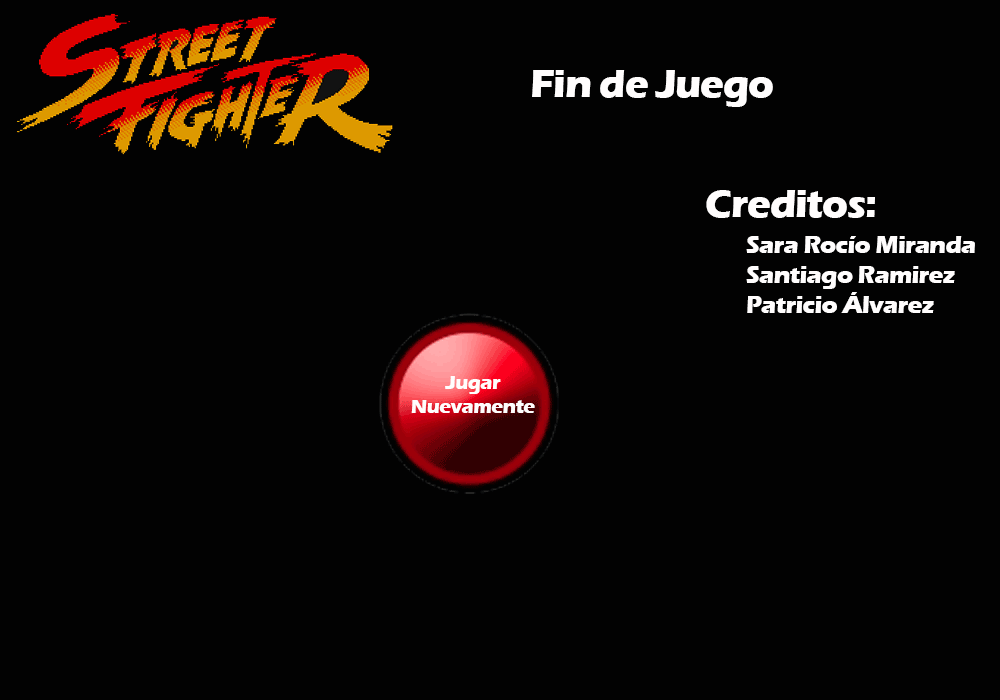 STREET
FIGHTER
Fin de Juego
Creditos:
Sara Rocío Miranda
Santiago Ramirez
Patricio Álvarez
Jugar
Nuevamente